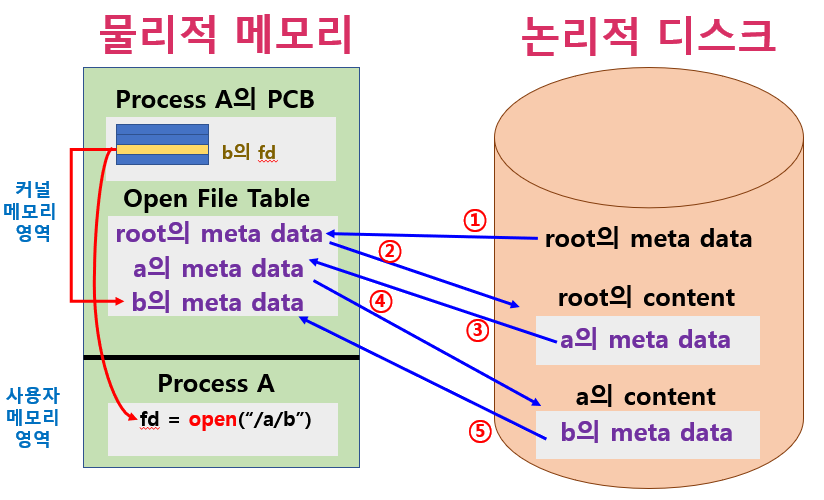 물리적 메모리
논리적 디스크
Process A의 PCB
b의 fd
Open File Table
root의 meta data
a의 meta data
b의 meta data
커널
메모리
영역
Process A
fd = open(“/a/b”)
사용자
메모리
영역
①
②
③
④
⑤
root의 meta data
root의 content
a의 meta data
a의 content
b의 meta data